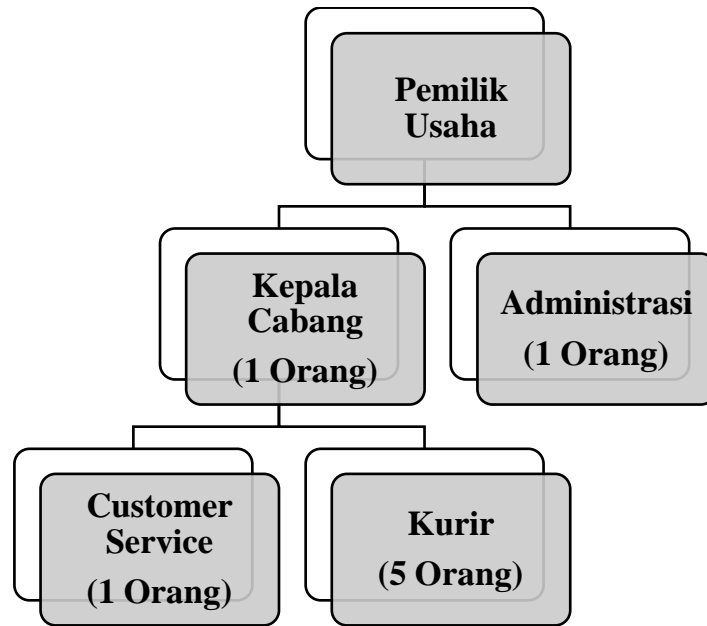 Pemilik
Usaha
Kepala
Cabang
(1 Orang)
Administrasi
(1 Orang)
Customer
Service
(1 Orang)
Kurir
(5 Orang)